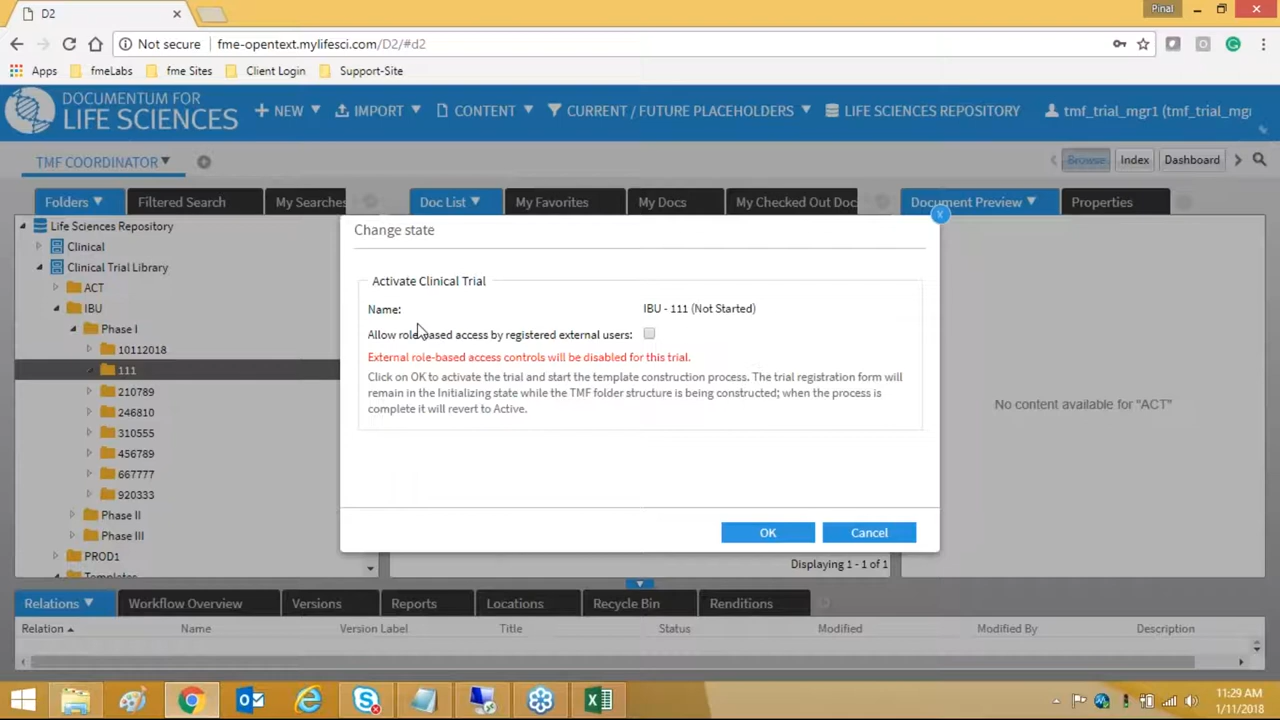 D2
Pinal
Not secure
fme-opentext.mylifesci.com/D2/#d2
Apps
fmeLabs
fme Sites
Client Login
Support-Site
DOCUMENTUM FOR
LIFE SCIENCES
NEW
IMPORT
CONTENT
CURRENT / FUTURE PLACEHOLDERS
LIFE SCIENCES REPOSITORY
tmf_trial_mgr1 (tmf_trial_mgr
TMF COORDINATOR
Browse
Index
Dashboard
Folders
Filtered Search
My Searches
Doc List
My Favorites
My Docs
My Checked Out Doc
Document Preview
Properties
Life Sciences Repository
Clinical
Clinical Trial Library
ACT
IBU
Phase I
10112018
111
210789
246810
310555
456789
667777
920333
Phase II
Phase III
PROD1
Templates
Change state
Activate Clinical Trial
Name:
IBU - 111 (Not Started)
Allow role-based access by registered external users:
External role-based access controls will be disabled for this trial.
Click on OK to activate the trial and start the template construction process. The trial registration form will
remain in the Initializing state while the TMF folder structure is being constructed; when the process is
complete it will revert to Active.
OK
Cancel
No content available for "ACT"
Displaying 1 - 1 of 1
Relations
Workflow Overview
Versions
Reports
Locations
Recycle Bin
Renditions
Relation
Name
Version Label
Title
Status
Modified
Modified By
Description
11:29 AM
1/11/2018